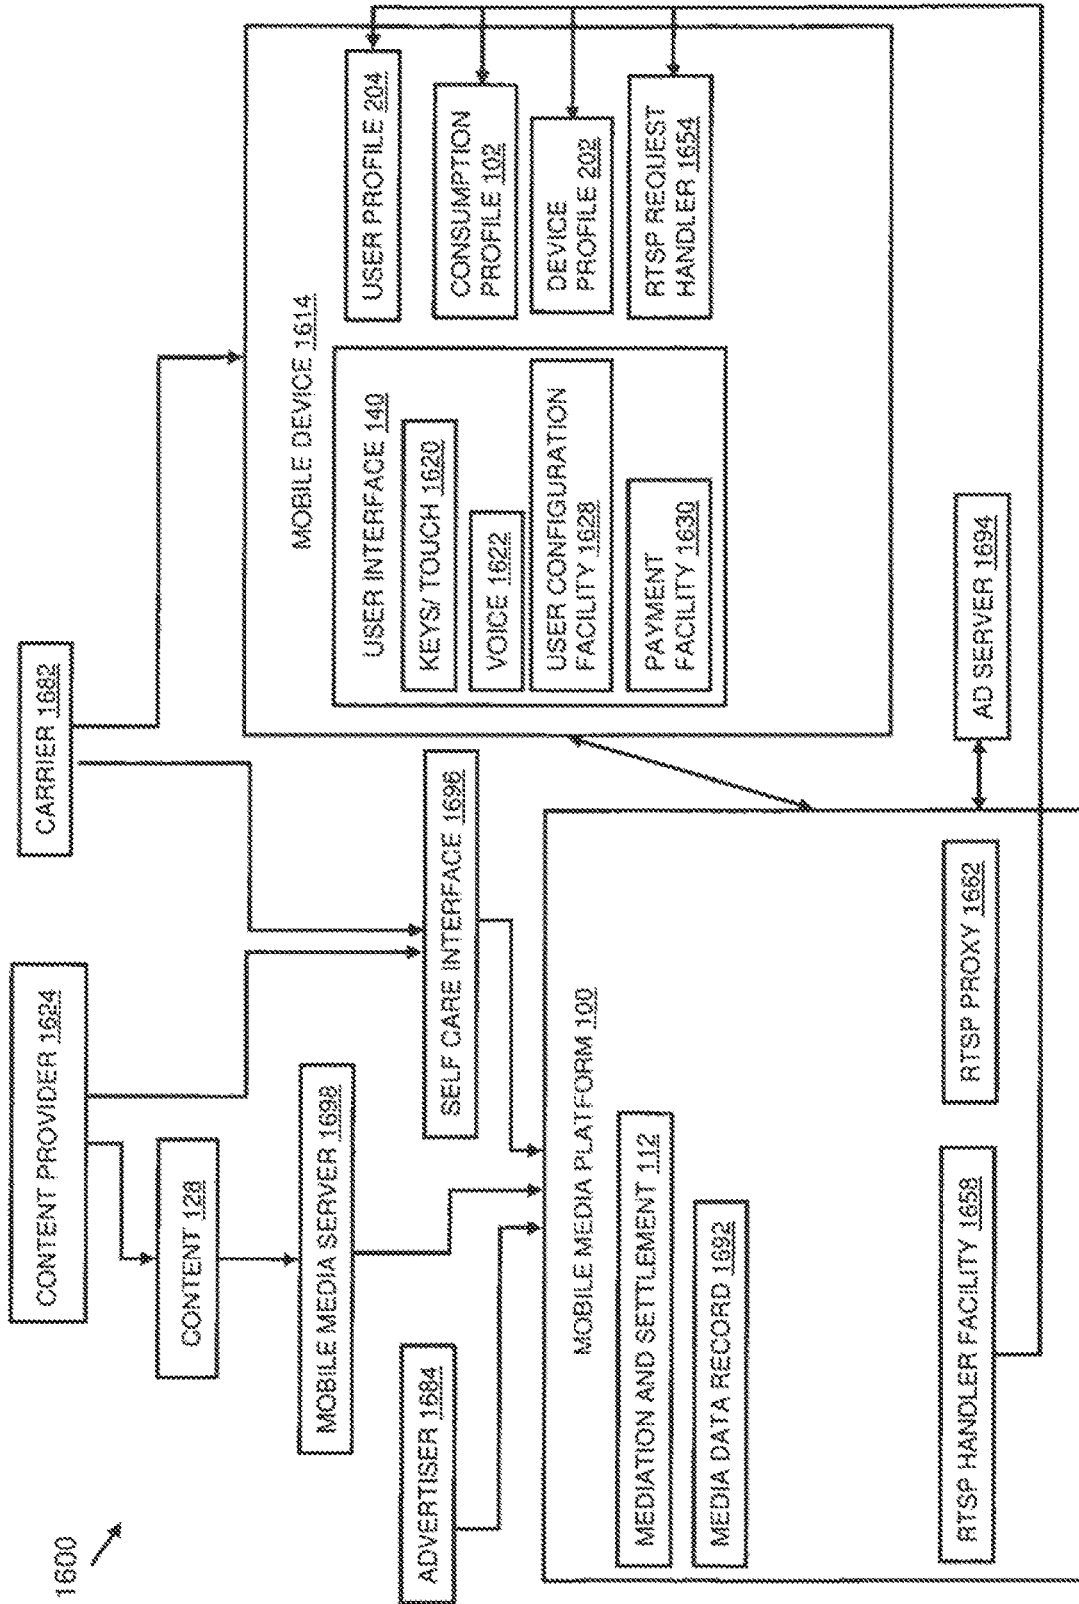 1600
CONTENT PROVIDER 1624
CARRIER 1682
CONTENT 128
MOBILE MEDIA SERVER 1698
ADVERTISER 1684
SELF CARE INTERFACE 1696
MOBILE DEVICE 1614
USER INTERFACE 140
KEYS/ TOUCH 1620
VOICE 1622
USER CONFIGURATION
FACILITY 1628
PAYMENT
FACILITY 1630
USER PROFILE 204
CONSUMPTION
PROFILE 102
DEVICE
PROFILE 202
RTSP REQUEST
HANDLER 1654
MOBILE MEDIA PLATFORM 100
MEDIATION AND SETTLEMENT 112
MEDIA DATA RECORD 1692
RTSP HANDLER FACILITY 1658
RTSP PROXY 1662
AD SERVER 1694